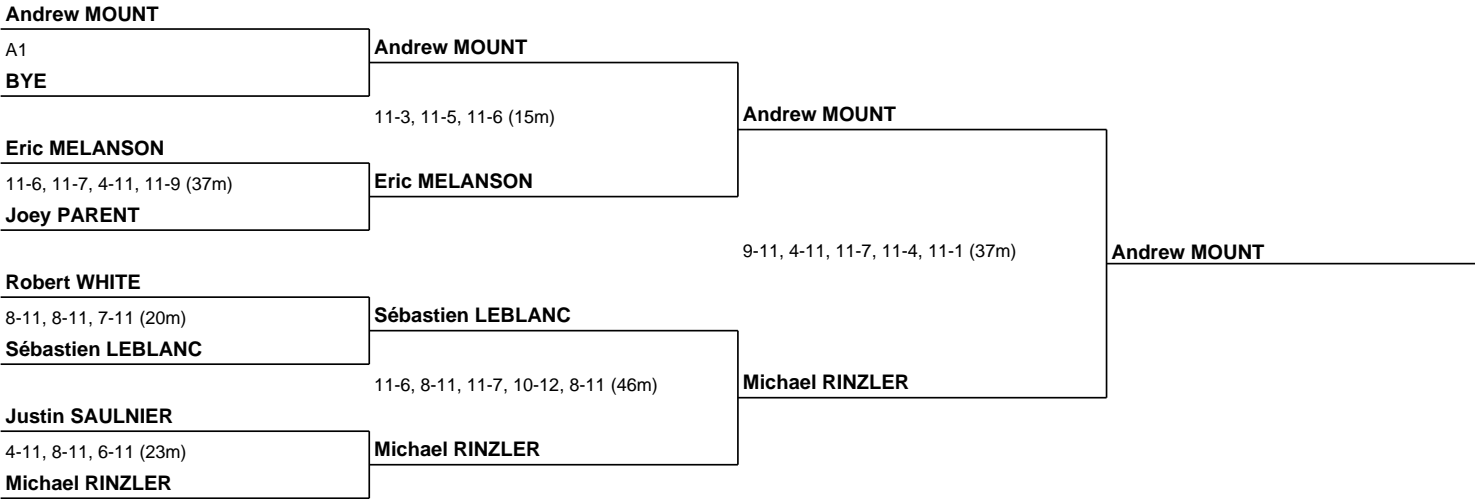 Andrew MOUNT
A1
BYE
Eric MELANSON
11-6, 11-7, 4-11, 11-9 (37m)
Joey PARENT
Robert WHITE
8-11, 8-11, 7-11 (20m)
Sébastien LEBLANC
Justin SAULNIER
4-11, 8-11, 6-11 (23m)
Michael RINZLER
Andrew MOUNT
11-3, 11-5, 11-6 (15m)
Eric MELANSON
Sébastien LEBLANC
11-6, 8-11, 11-7, 10-12, 8-11 (46m)
Michael RINZLER
Andrew MOUNT
9-11, 4-11, 11-7, 11-4, 11-1 (37m)
Michael RINZLER
Andrew MOUNT